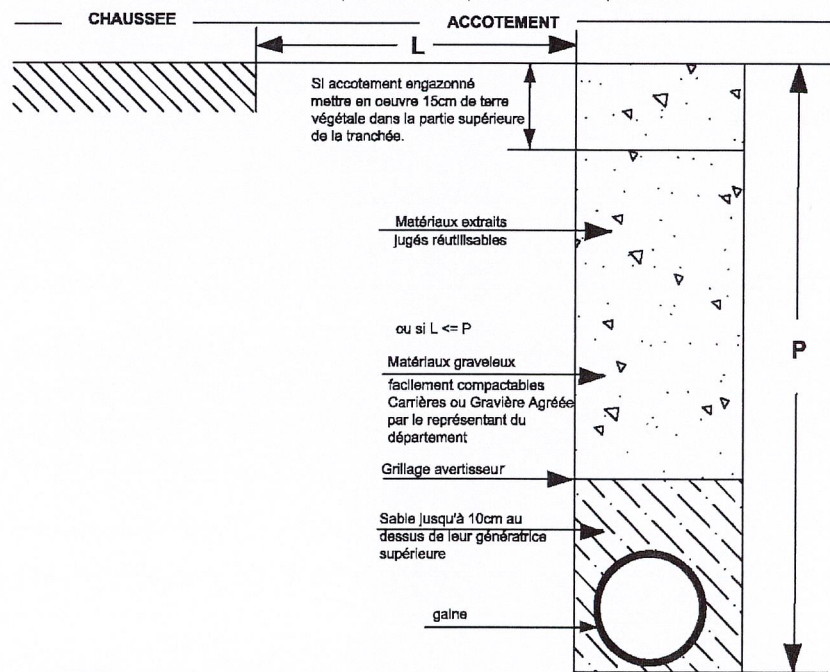 CHAUSSEE
ACCOTEMENT
L
Si accotement engazonné
mettre en oeuvre 15cm de terre
végétale dans la partie supérieure
de la tranchée.
Matériaux extraits
jugés réutilisables
ou si L <= P
P
Matériaux graveleux
facilement compactables
Carrières ou Gravière Agréée
par le représentant du
département
Grillage avertisseur
Sable jusqu'à 10cm au
dessus de leur génératrice
supérieure
gaine